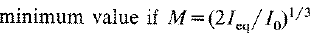 minimum value if M = (2I_eq/I_0)^{1/3}